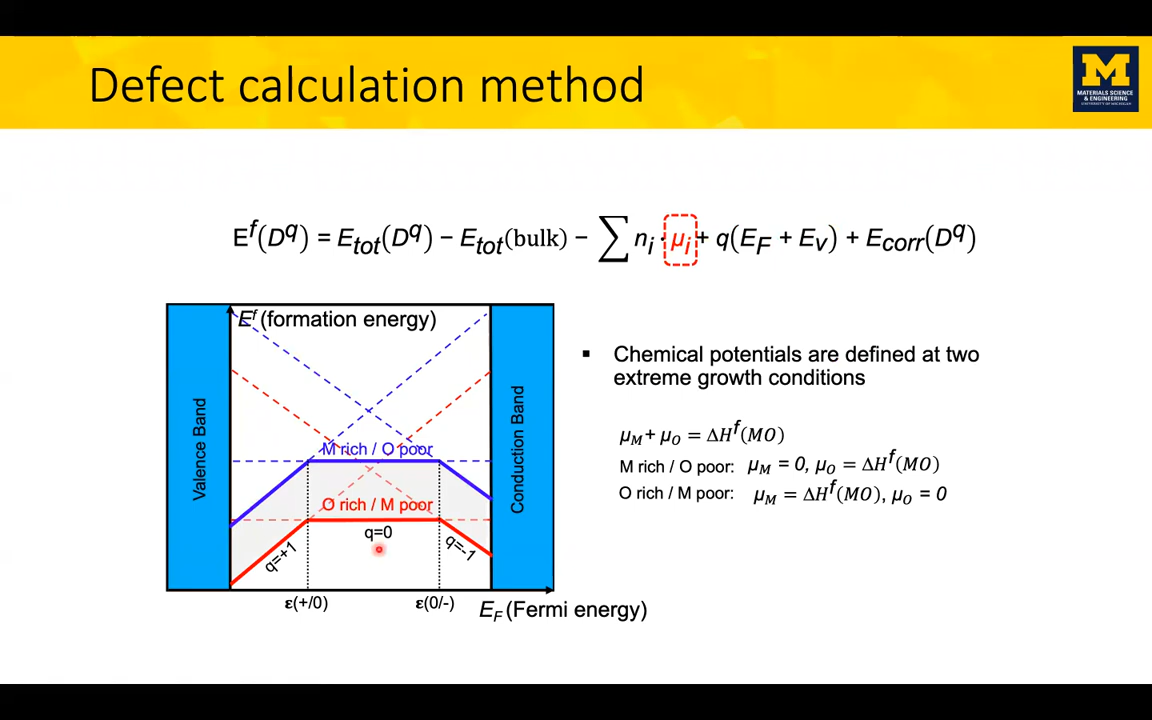 Defect calculation method
M
MATERIALS SCIENCE
& ENGINEERING
UNIVERSITY OF MICHIGAN
E^f(D^q) = E_tot(D^q) − E_tot(bulk) − ∑ n_i · μ_i + q(E_F + E_v) + E_corr(D^q)
E^f (formation energy)
Valence Band
Conduction Band
M rich / O poor
O rich / M poor
q=0
q=+1
q=-1
ε(+/0)
ε(0/-)
E_F (Fermi energy)
▪ Chemical potentials are defined at two
extreme growth conditions
μ_M + μ_O = ΔH^f(MO)
M rich / O poor: μ_M = 0, μ_O = ΔH^f(MO)
O rich / M poor: μ_M = ΔH^f(MO), μ_O = 0